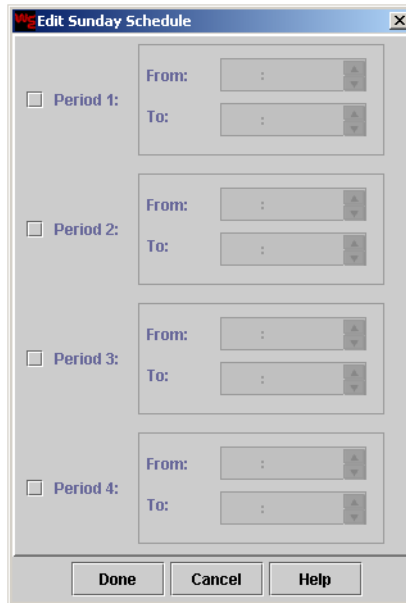 Edit Sunday Schedule
Period 1:
From:
:
To:
:
Period 2:
From:
:
To:
:
Period 3:
From:
:
To:
:
Period 4:
From:
:
To:
:
Done
Cancel
Help